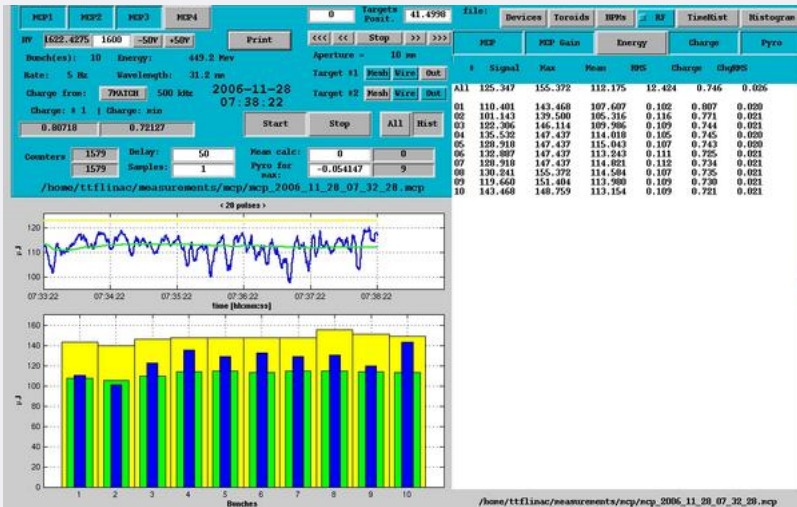 MCP1 MCP2 MCP3 MCP4
HV 1622.4275 1600 -50V +50V Print
Bunch(es): 10 Energy: 449.2 Mev
Rate: 5 Hz Wavelength: 31.2 nm
Charge from: 7MATCH 500 kHz 2006-11-28
07:38:22
Charge: # 1 | Charge: min
0.80718 0.72127
0 Targets Posit. 41.4998
<<< << Stop >> >>>
Aperture - 10 mm
Target #1 Mesh Wire Out
Target #2 Mesh Wire Out
Start Stop All Hist
Counters 1579 Delay: 50 Mean calc: 0 0
1579 Samples: 1 Pyro for max: -0.054147 9
/home/ttflinac/measurements/mcp/mcp_2006_11_28_07_32_28.mcp
< 20 pulses >
μJ
120
110
100
07:33:22 07:34:22 07:35:22 07:36:22 07:37:22 07:38:22
time [hh:mm:ss]
μJ
160
140
120
100
80
60
40
20
0
1 2 3 4 5 6 7 8 9 10
Bunches
file: Devices Toroids BPMs RF TimeHist Histogram
MCP MCP Gain Energy Charge Pyro
# Signal Max Mean RMS Charge ChgRMS
All 125.347 155.372 112.175 12.424 0.746 0.026
01 110.401 143.468 107.607 0.102 0.807 0.020
02 101.143 139.500 105.316 0.116 0.771 0.020
03 122.306 146.114 109.986 0.109 0.744 0.021
04 135.532 147.437 114.018 0.105 0.745 0.020
05 128.918 147.437 115.043 0.107 0.743 0.020
06 132.887 147.437 113.243 0.111 0.725 0.021
07 128.918 147.437 114.821 0.112 0.734 0.021
08 130.241 155.372 114.584 0.107 0.735 0.021
09 119.660 151.404 113.980 0.109 0.730 0.021
10 143.468 148.759 113.154 0.109 0.721 0.021
/home/ttflinac/measurements/mcp/mcp_2006_11_28_07_32_28.mcp